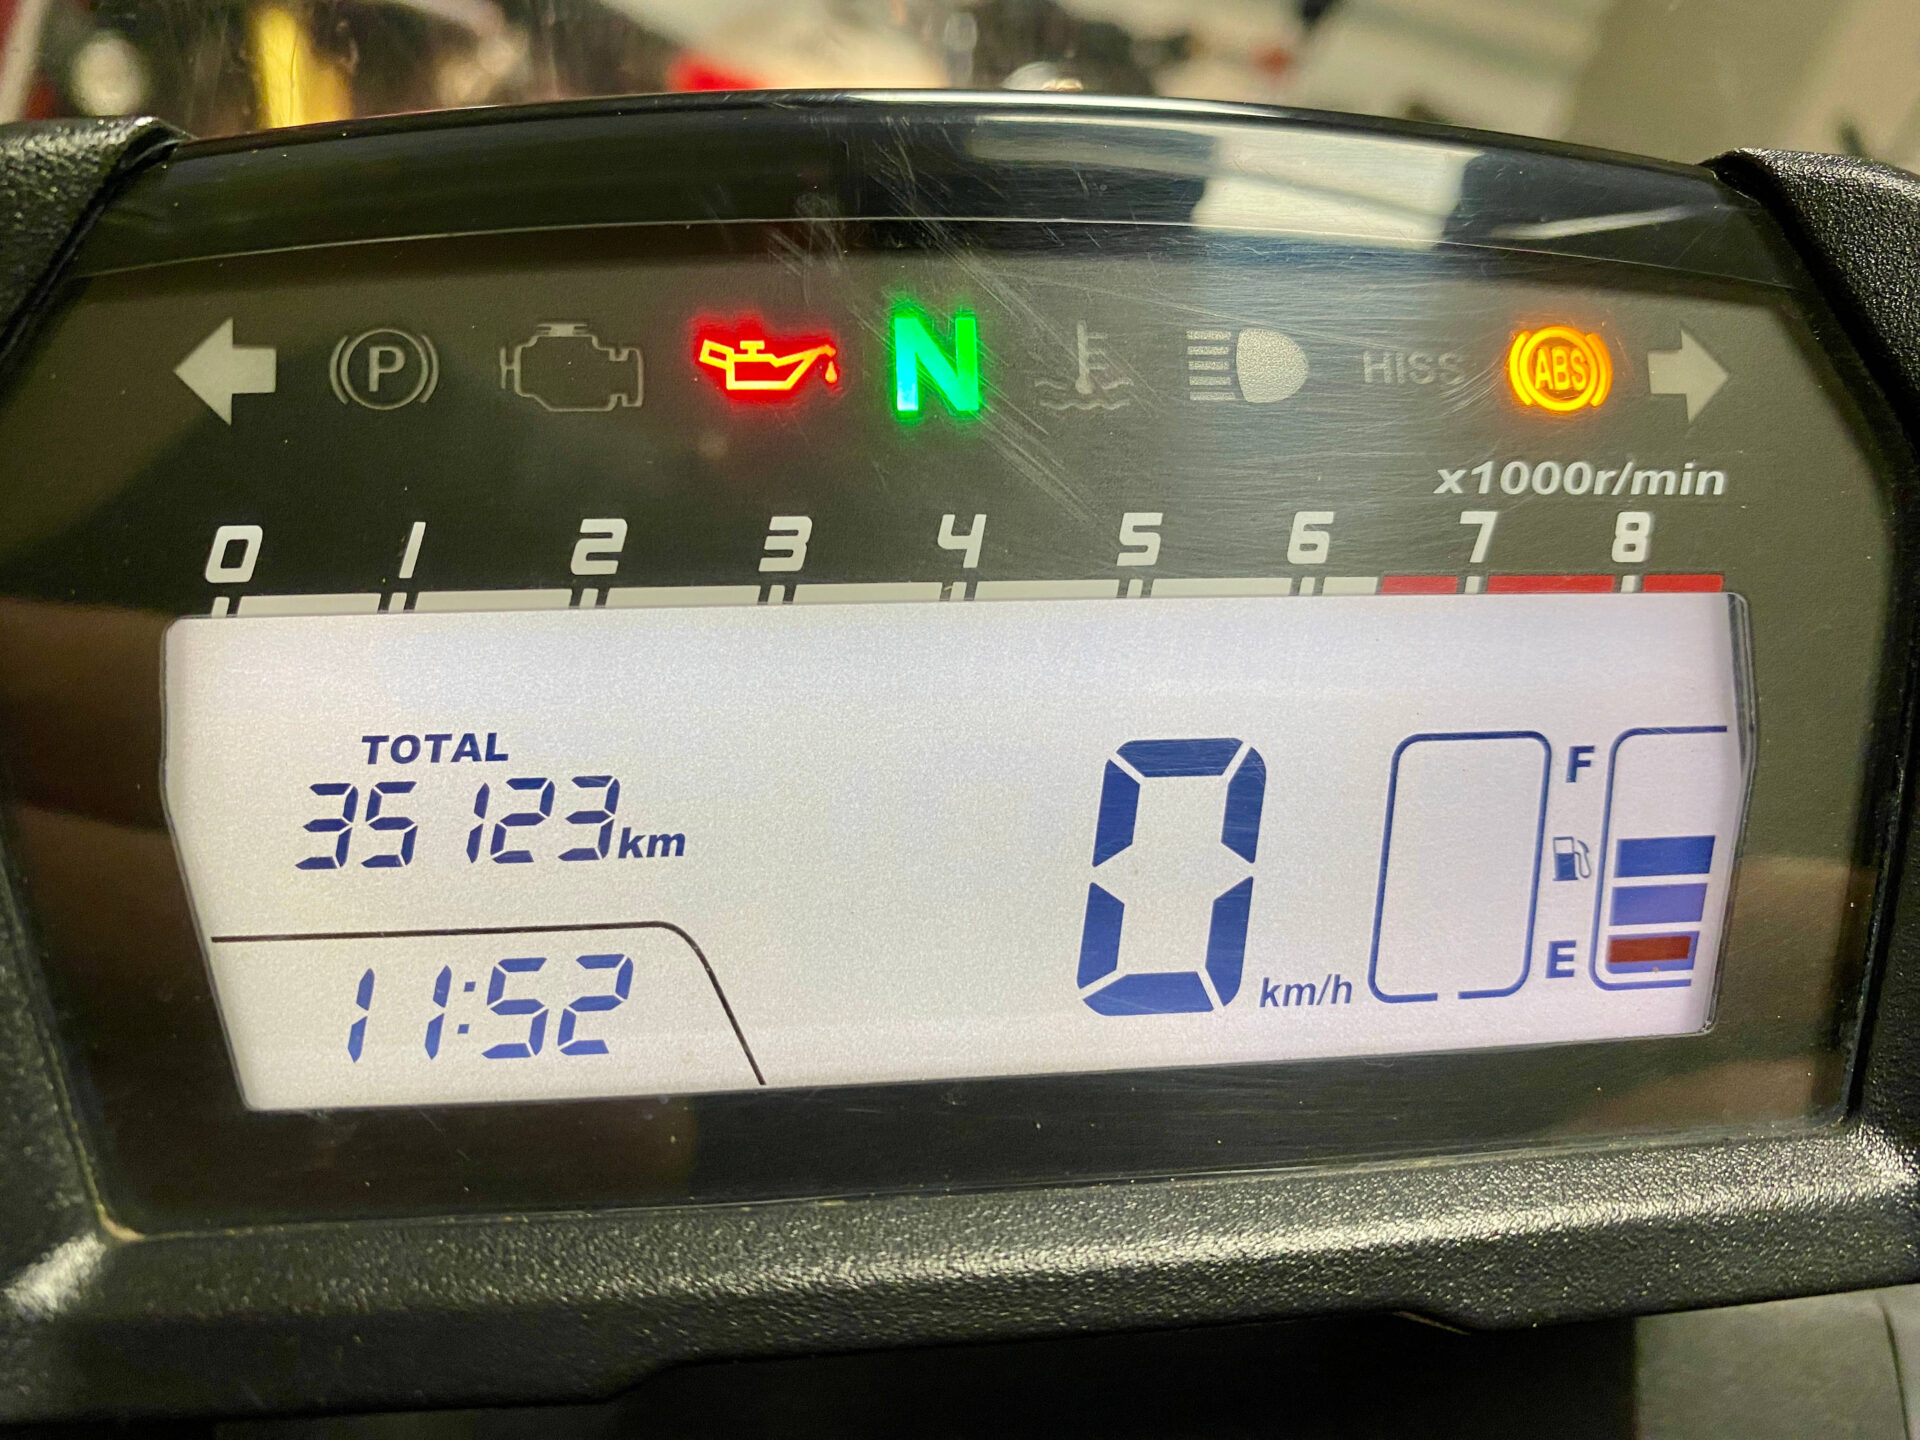 P N HISS ABS
x1000r/min
0 1 2 3 4 5 6 7 8
TOTAL
35123km
0 km/h
F
E
11:52